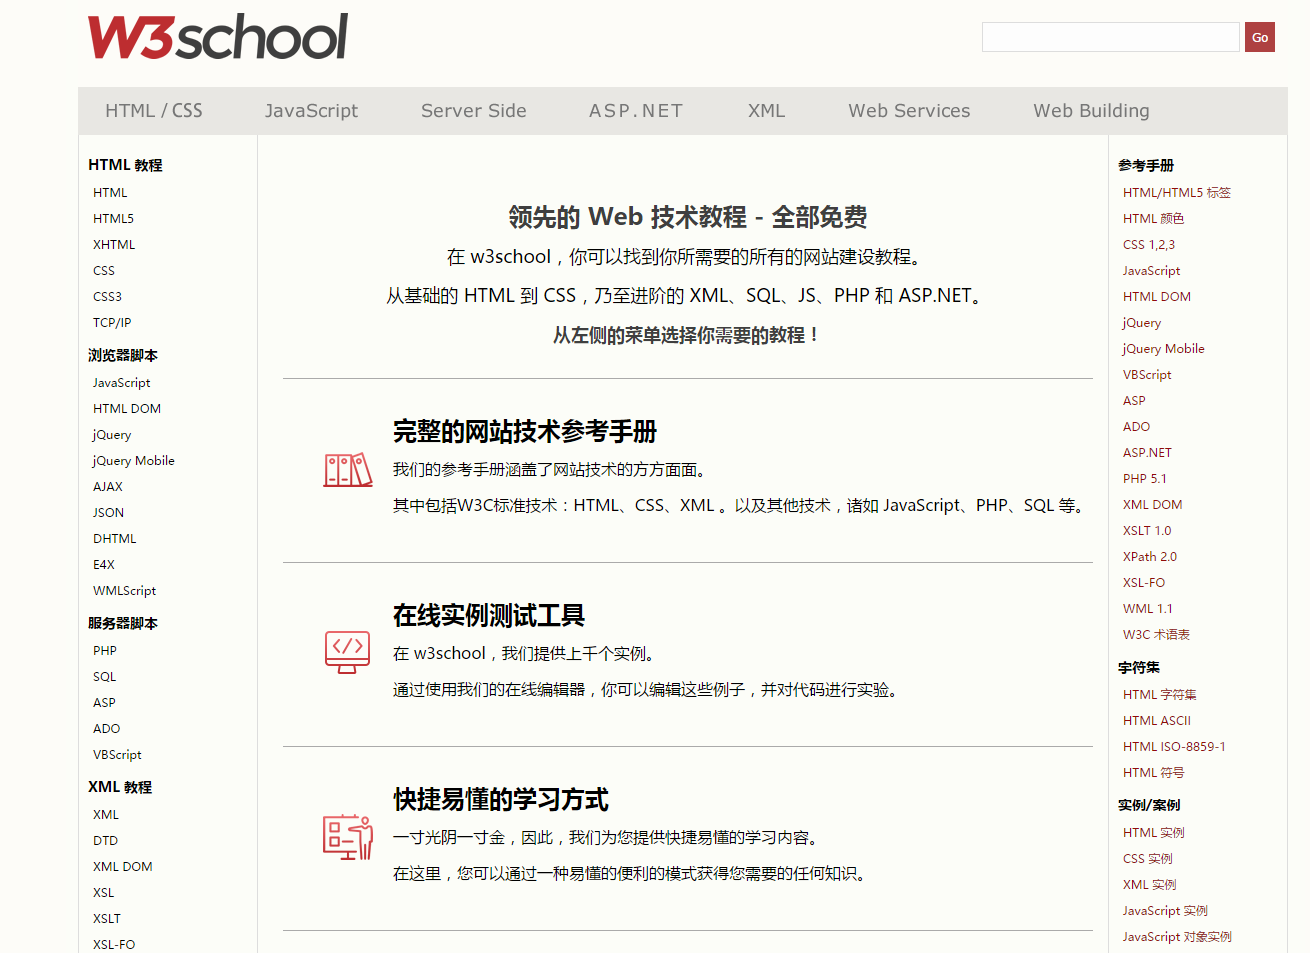 W3school
Go
HTML / CSS JavaScript Server Side ASP.NET XML Web Services Web Building
HTML 教程
HTML
HTML5
XHTML
CSS
CSS3
TCP/IP
浏览器脚本
JavaScript
HTML DOM
jQuery
jQuery Mobile
AJAX
JSON
DHTML
E4X
WMLScript
服务器脚本
PHP
SQL
ASP
ADO
VBScript
XML 教程
XML
DTD
XML DOM
XSL
XSLT
XSL-FO
领先的 Web 技术教程 - 全部免费
在 w3school，你可以找到你所需要的所有的网站建设教程。
从基础的 HTML 到 CSS，乃至进阶的 XML、SQL、JS、PHP 和 ASP.NET。
从左侧的菜单选择你需要的教程！
完整的网站技术参考手册
我们的参考手册涵盖了网站技术的方方面面。
其中包括W3C标准技术：HTML、CSS、XML 。以及其他技术，诸如 JavaScript、PHP、SQL 等。
在线实例测试工具
在 w3school，我们提供上千个实例。
通过使用我们的在线编辑器，你可以编辑这些例子，并对代码进行实验。
快捷易懂的学习方式
一寸光阴一寸金，因此，我们为您提供快捷易懂的学习内容。
在这里，您可以通过一种易懂的便利的模式获得您需要的任何知识。
参考手册
HTML/HTML5 标签
HTML 颜色
CSS 1,2,3
JavaScript
HTML DOM
jQuery
jQuery Mobile
VBScript
ASP
ADO
ASP.NET
PHP 5.1
XML DOM
XSLT 1.0
XPath 2.0
XSL-FO
WML 1.1
W3C 术语表
字符集
HTML 字符集
HTML ASCII
HTML ISO-8859-1
HTML 符号
实例/案例
HTML 实例
CSS 实例
XML 实例
JavaScript 实例
JavaScript 对象实例